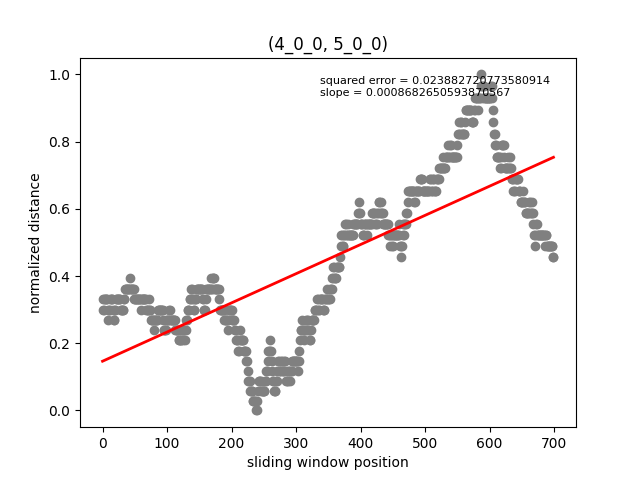 (4_0_0, 5_0_0)
squared error = 0.023882720773580914
slope = 0.0008682650593870567
1.0
0.8
0.6
0.4
0.2
0.0
normalized distance
0 100 200 300 400 500 600 700
sliding window position